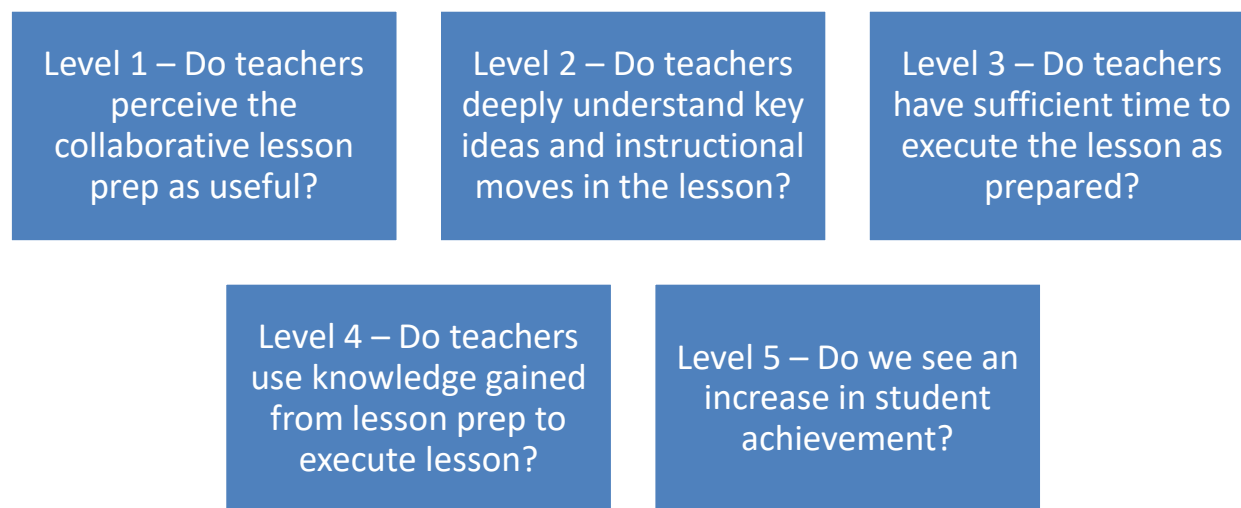 Level 1 – Do teachers
perceive the
collaborative lesson
prep as useful?
Level 2 – Do teachers
deeply understand key
ideas and instructional
moves in the lesson?
Level 3 – Do teachers
have sufficient time to
execute the lesson as
prepared?
Level 4 – Do teachers
use knowledge gained
from lesson prep to
execute lesson?
Level 5 – Do we see an
increase in student
achievement?